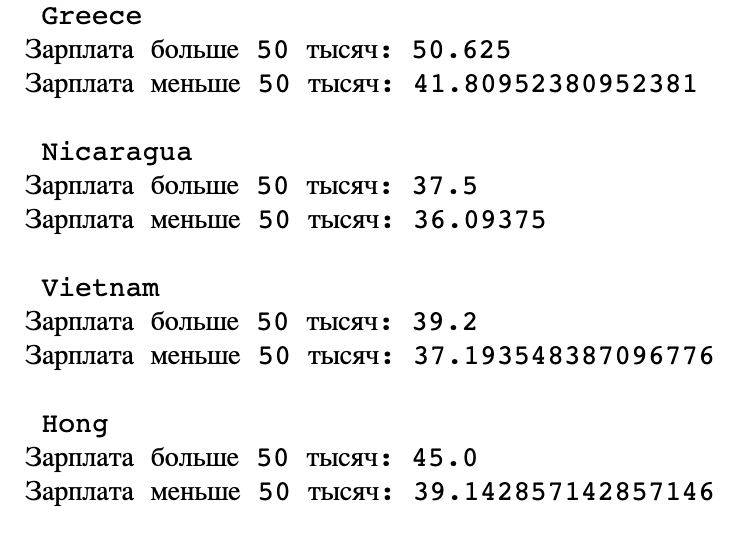 Greece
Зарплата больше 50 тысяч: 50.625
Зарплата меньше 50 тысяч: 41.80952380952381
Nicaragua
Зарплата больше 50 тысяч: 37.5
Зарплата меньше 50 тысяч: 36.09375
Vietnam
Зарплата больше 50 тысяч: 39.2
Зарплата меньше 50 тысяч: 37.193548387096776
Hong
Зарплата больше 50 тысяч: 45.0
Зарплата меньше 50 тысяч: 39.142857142857146